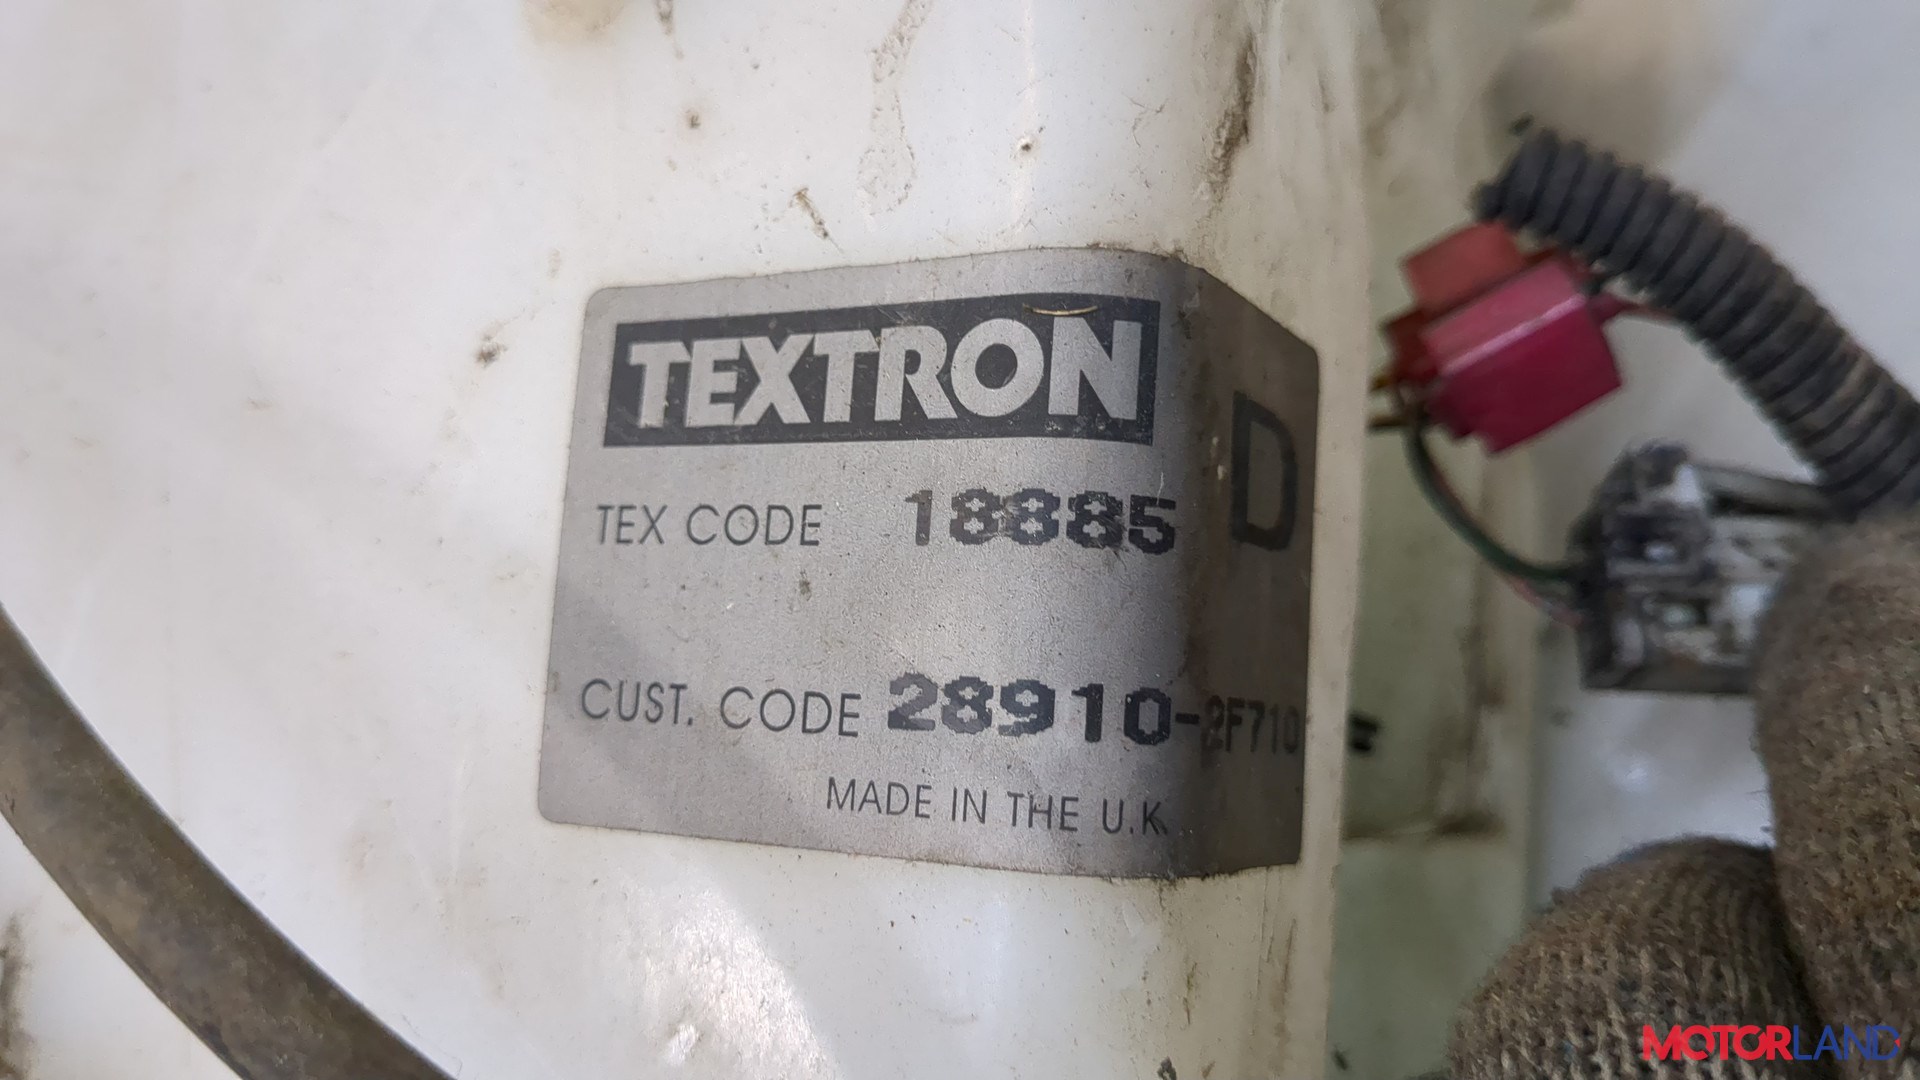 TEXTRON
D
TEX CODE 18885
CUST. CODE 28910-2F710
MADE IN THE U.K.
MOTORLAND